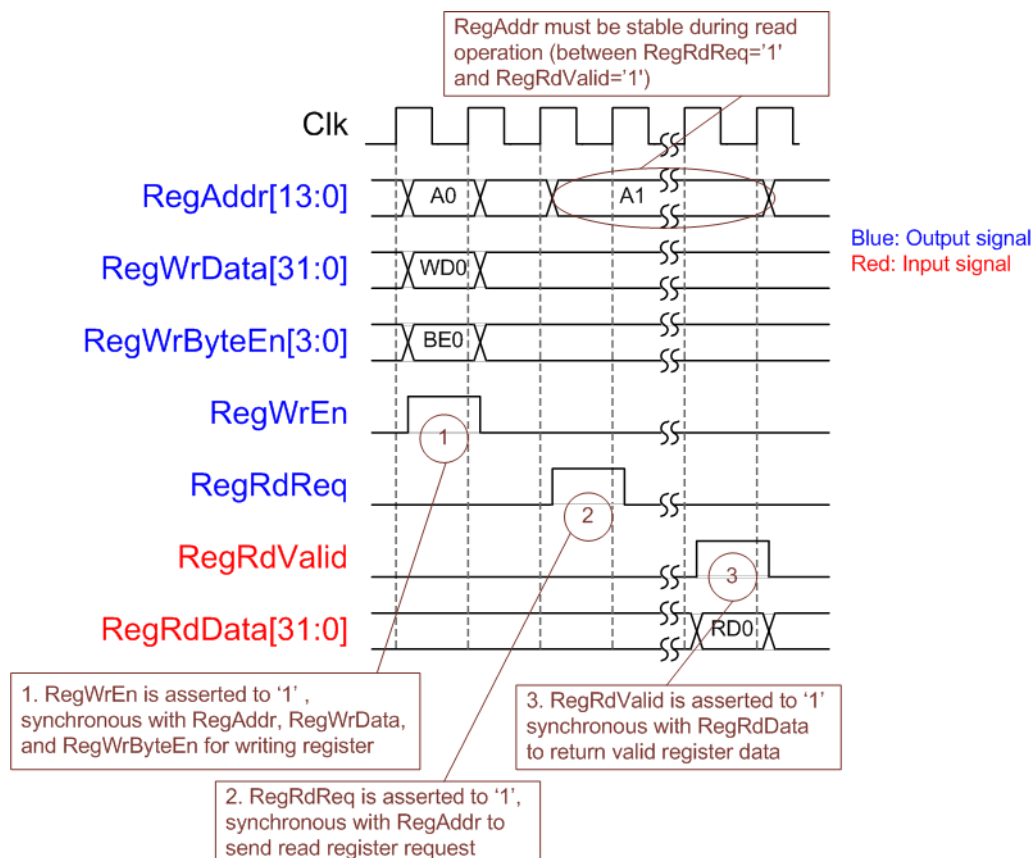 RegAddr must be stable during read
operation (between RegRdReq='1'
and RegRdValid='1')
Clk
RegAddr[13:0]
A0
A1
Blue: Output signal
Red: Input signal
RegWrData[31:0]
WD0
RegWrByteEn[3:0]
BE0
RegWrEn
1
RegRdReq
2
RegRdValid
3
RegRdData[31:0]
RD0
1. RegWrEn is asserted to ‘1’ ,
synchronous with RegAddr, RegWrData,
and RegWrByteEn for writing register
3. RegRdValid is asserted to ‘1’
synchronous with RegRdData
to return valid register data
2. RegRdReq is asserted to ‘1’,
synchronous with RegAddr to
send read register request